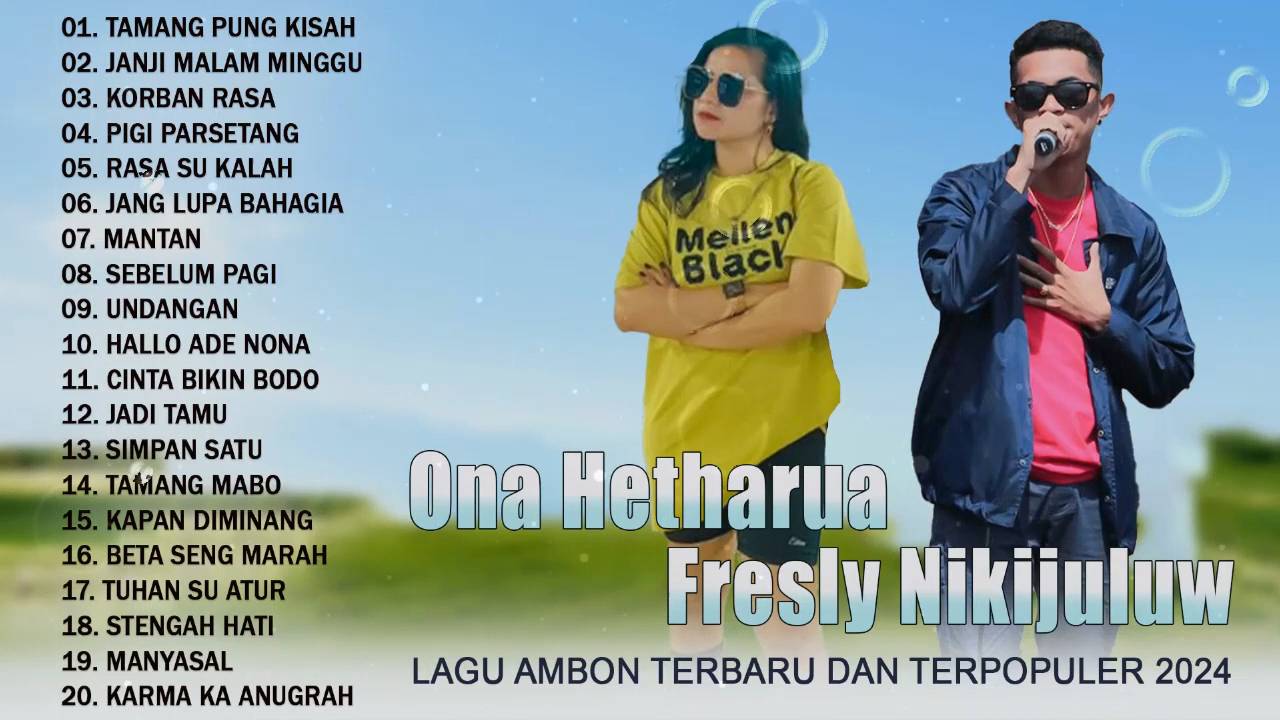 01. TAMANG PUNG KISAH
02. JANJI MALAM MINGGU
03. KORBAN RASA
04. PIGI PARSETANG
05. RASA SU KALAH
06. JANG LUPA BAHAGIA
07. MANTAN
08. SEBELUM PAGI
09. UNDANGAN
10. HALLO ADE NONA
11. CINTA BIKIN BODO
12. JADI TAMU
13. SIMPAN SATU
14. TAMANG MABO
15. KAPAN DIMINANG
16. BETA SENG MARAH
17. TUHAN SU ATUR
18. STENGAH HATI
19. MANYASAL
20. KARMA KA ANUGRAH
Mellen
Black
Ona Hetharua
Fresly Nikijuluw
LAGU AMBON TERBARU DAN TERPOPULER 2024